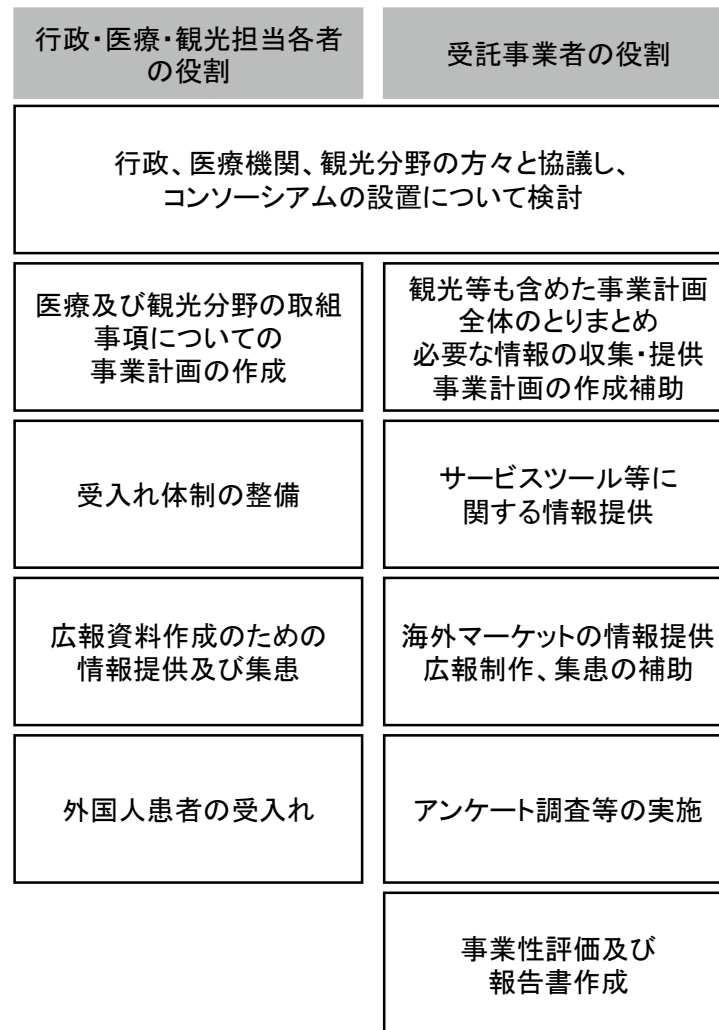 行政・医療・観光担当各者
の役割
受託事業者の役割
行政、医療機関、観光分野の方々と協議し、
コンソーシアムの設置について検討
医療及び観光分野の取組
事項についての
事業計画の作成
観光等も含めた事業計画
全体のとりまとめ
必要な情報の収集・提供
事業計画の作成補助
受入れ体制の整備
サービスツール等に
関する情報提供
広報資料作成のための
情報提供及び集患
海外マーケットの情報提供
広報制作、集患の補助
外国人患者の受入れ
アンケート調査等の実施
事業性評価及び
報告書作成